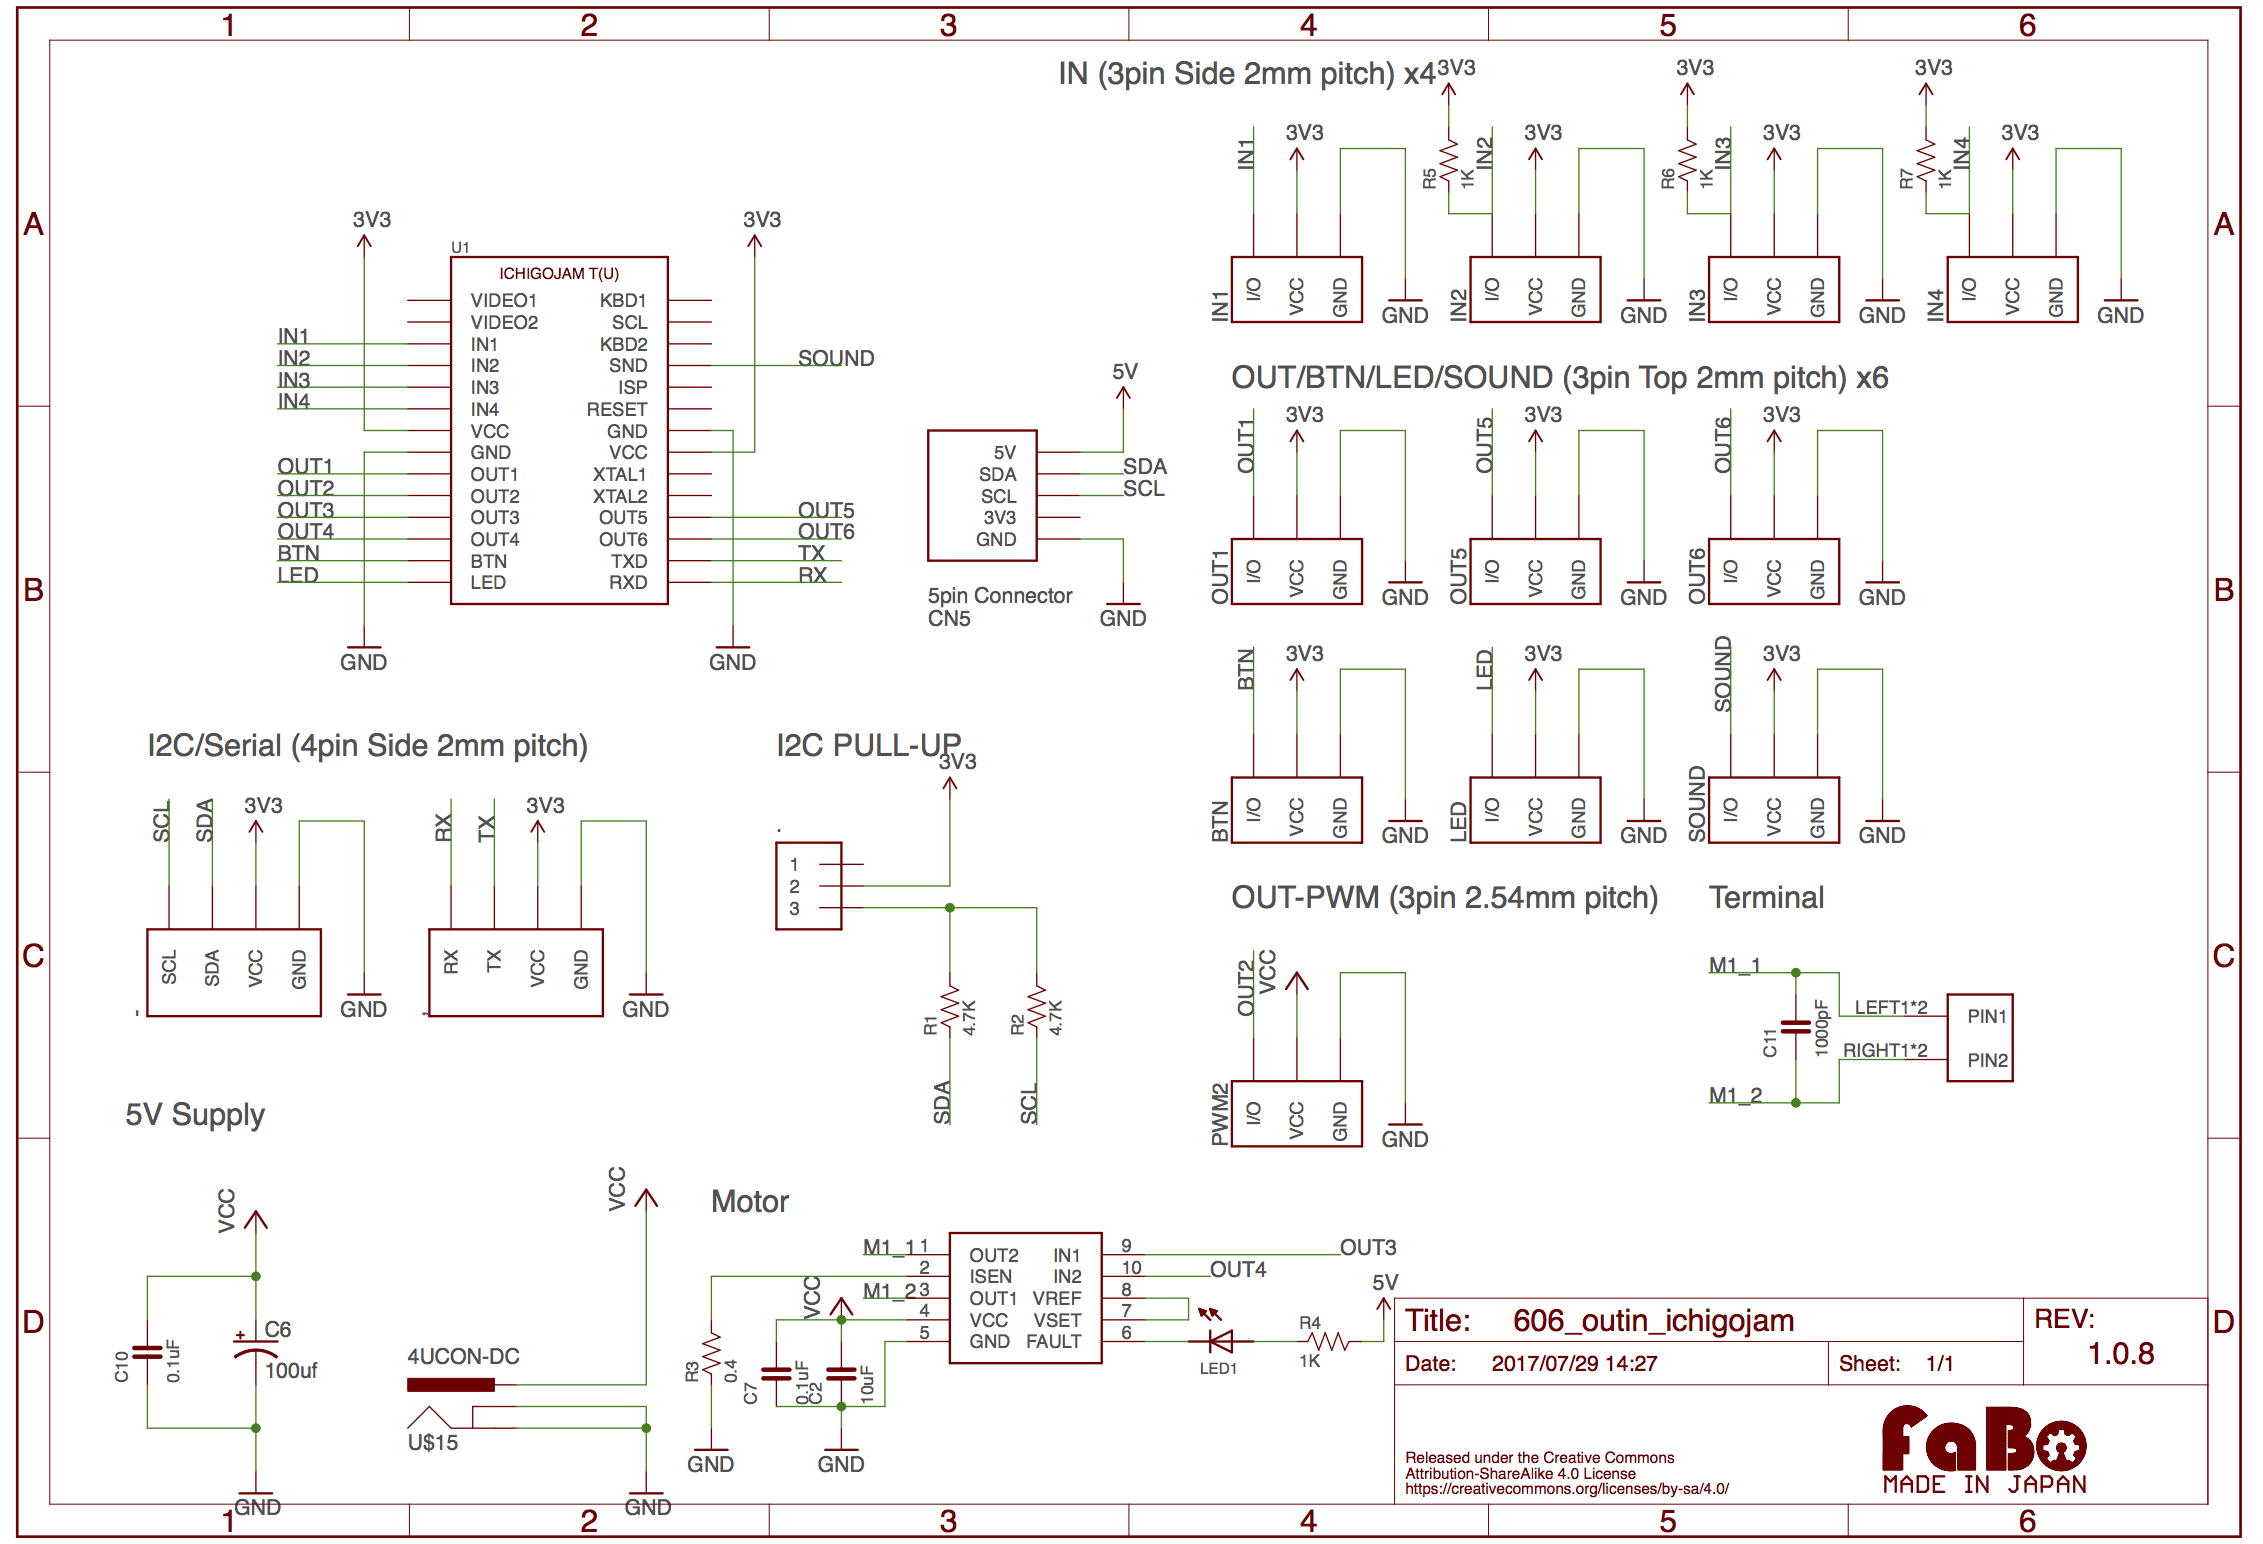 1 2 3 4 5 6
A
B
C
D
A
B
C
D
IN (3pin Side 2mm pitch) x4
3V3
3V3
3V3
IN1
3V3
R5
1K
IN2
3V3
R6
1K
IN3
3V3
R7
1K
IN4
3V3
IN1
I/O
VCC
GND
GND
IN2
I/O
VCC
GND
GND
IN3
I/O
VCC
GND
GND
IN4
I/O
VCC
GND
GND
3V3
3V3
U1
ICHIGOJAM T(U)
VIDEO1 KBD1
VIDEO2 SCL
IN1 IN1 KBD2
IN2 IN2 SND SOUND
IN3 IN3 ISP
IN4 IN4 RESET
VCC GND
GND VCC
OUT1 OUT1 XTAL1
OUT2 OUT2 XTAL2
OUT3 OUT3 OUT5 OUT5
OUT4 OUT4 OUT6 OUT6
BTN BTN TXD TX
LED LED RXD RX
GND
GND
5V
5V
SDA SDA
SCL SCL
3V3
GND
5pin Connector
CN5
GND
OUT/BTN/LED/SOUND (3pin Top 2mm pitch) x6
OUT1
3V3
OUT5
3V3
OUT6
3V3
OUT1
I/O
VCC
GND
GND
OUT5
I/O
VCC
GND
GND
OUT6
I/O
VCC
GND
GND
BTN
3V3
LED
3V3
SOUND
3V3
BTN
I/O
VCC
GND
GND
LED
I/O
VCC
GND
GND
SOUND
I/O
VCC
GND
GND
I2C/Serial (4pin Side 2mm pitch)
SCL
SDA
3V3
RX
TX
3V3
SCL
SDA
VCC
GND
GND
RX
TX
VCC
GND
GND
I2C PULL-UP
3V3
1
2
3
R1
4.7K
R2
4.7K
SDA
SCL
OUT-PWM (3pin 2.54mm pitch)
OUT2
VCC
PWM2
I/O
VCC
GND
GND
Terminal
M1_1
C11
1000pF
LEFT1*2
PIN1
RIGHT1*2
PIN2
M1_2
5V Supply
VCC
C10
0.1uF
+
C6
100uf
GND
VCC
4UCON-DC
U$15
GND
Motor
M1_1 1 OUT2 IN1 9 OUT3
2 ISEN IN2 10 OUT4
M1_2 3 OUT1 VREF 8
4 VCC VSET 7
5 GND FAULT 6
VCC
R3
0.4
C7
0.1uF
C2
10uF
GND
GND
LED1
R4
1K
5V
Title: 606_outin_ichigojam
REV:
1.0.8
Date: 2017/07/29 14:27
Sheet: 1/1
Released under the Creative Commons
Attribution-ShareAlike 4.0 License
https://creativecommons.org/licenses/by-sa/4.0/
FaBo
MADE IN JAPAN
1 2 3 4 5 6